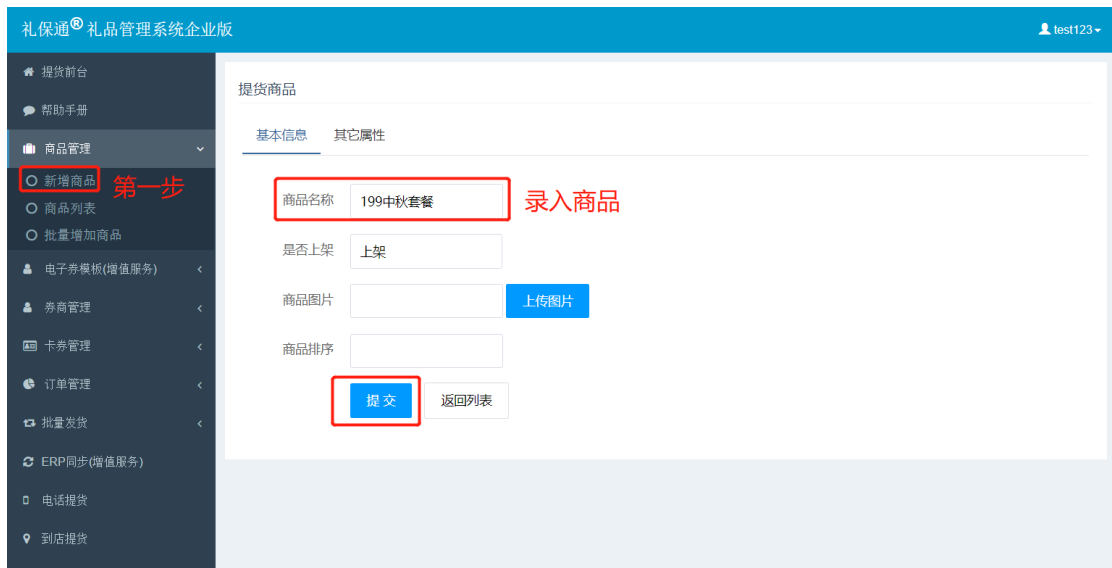 礼保通®礼品管理系统企业版
test123
提货前台
帮助手册
商品管理
新增商品
第一步
商品列表
批量增加商品
电子券模板(增值服务)
券商管理
卡券管理
订单管理
批量发货
ERP同步(增值服务)
电话提货
到店提货
提货商品
基本信息 其它属性
商品名称 199中秋套餐 录入商品
是否上架 上架
商品图片 上传图片
商品排序
提交 返回列表